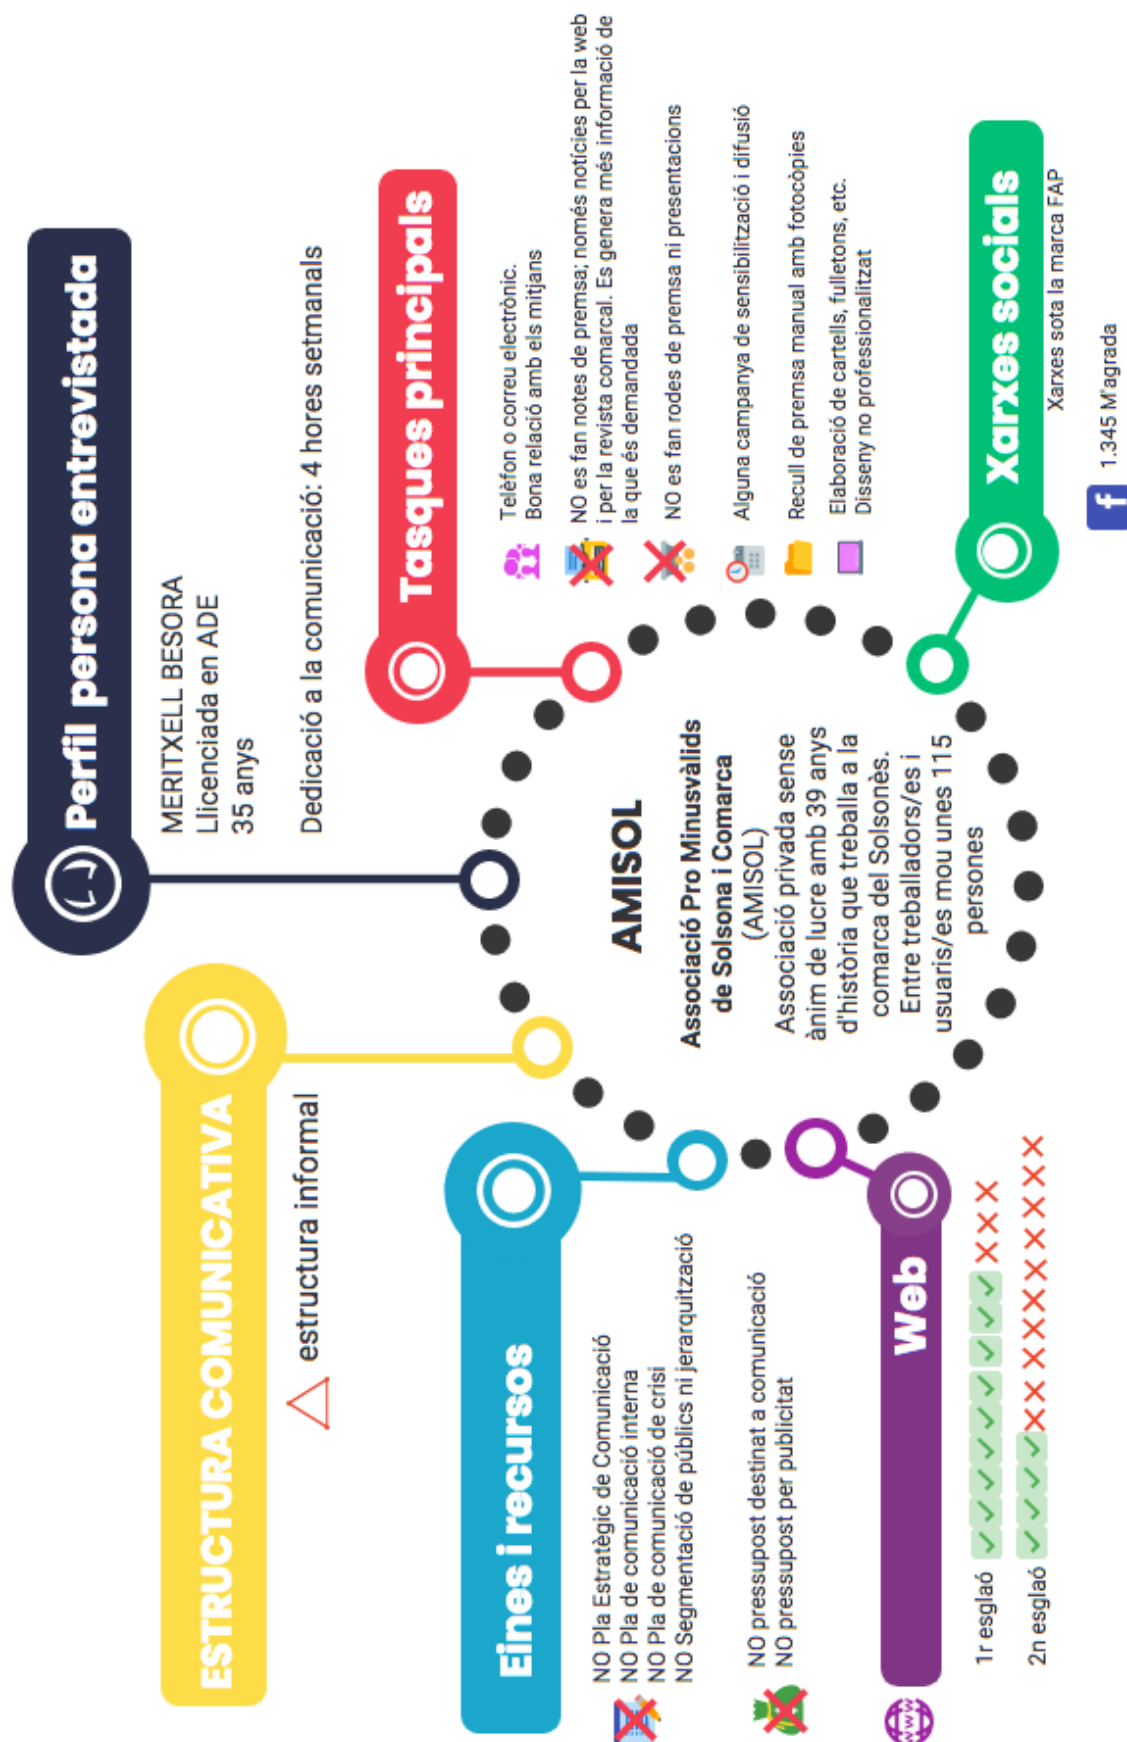 Perfil persona entrevistada
MERITXELL BESORA
Llicenciada en ADE
35 anys
Dedicació a la comunicació: 4 hores setmanals
ESTRUCTURA COMUNICATIVA
estructura informal
Tasques principals
Telèfon o correu electrònic.
Bona relació amb els mitjans
NO es fan notes de premsa; només notícies per la web
i per la revista comarcal. Es genera més informació de
la que és demandada
NO es fan rodes de premsa ni presentacions
Alguna campanya de sensibilització i difusió
Recull de premsa manual amb fotocòpies
Elaboració de cartells, fulletons, etc.
Disseny no professionalitzat
Eines i recursos
NO Pla Estratègic de Comunicació
NO Pla de comunicació interna
NO Pla de comunicació de crisi
NO Segmentació de públics ni jerarquització
NO pressupost destinat a comunicació
NO pressupost per publicitat
AMISOL
Associació Pro Minusvàlids
de Solsona i Comarca
(AMISOL)
Associació privada sense
ànim de lucre amb 39 anys
d'història que treballa a la
comarca del Solsonès.
Entre treballadors/es i
usuaris/es mou unes 115
persones
Web
WWW
1r esglaó
2n esglaó
Xarxes socials
Xarxes sota la marca FAP
f 1.345 M'agrada